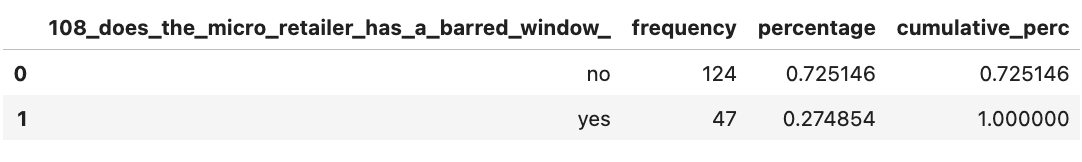 108_does_the_micro_retailer_has_a_barred_window_ frequency percentage cumulative_perc
0 no 124 0.725146 0.725146
1 yes 47 0.274854 1.000000